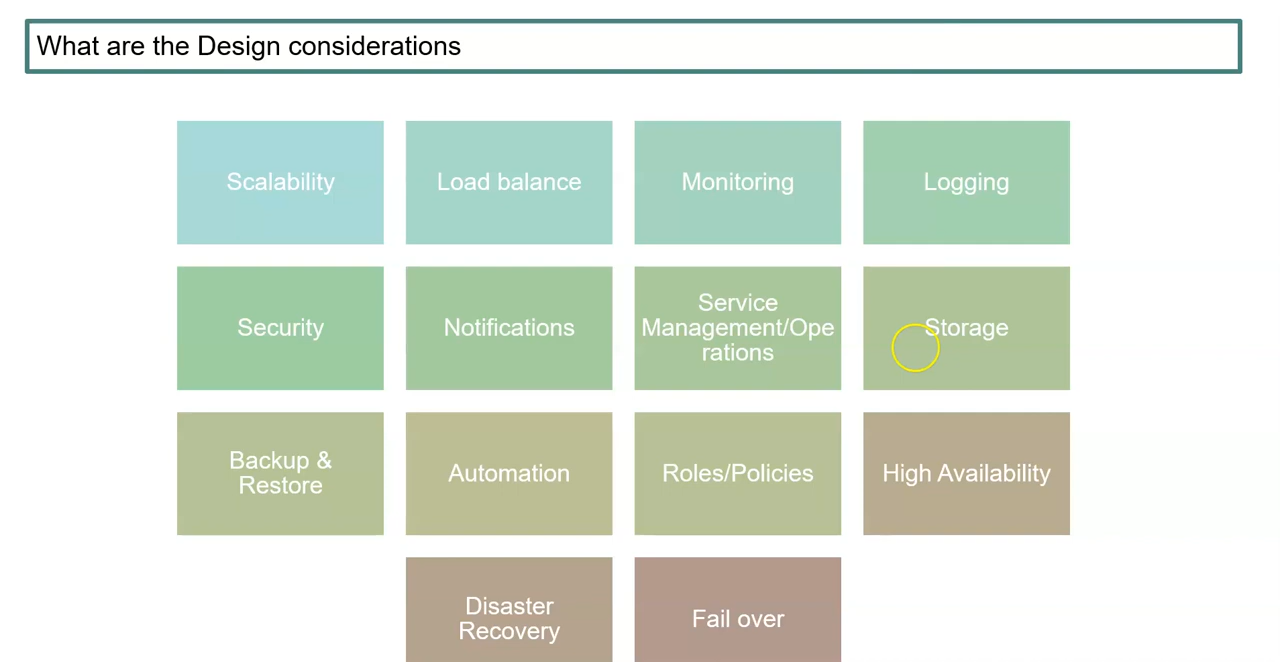 What are the Design considerations
Scalability
Load balance
Monitoring
Logging
Security
Notifications
Service
Management/Ope
rations
Storage
Backup &
Restore
Automation
Roles/Policies
High Availability
Disaster
Recovery
Fail over